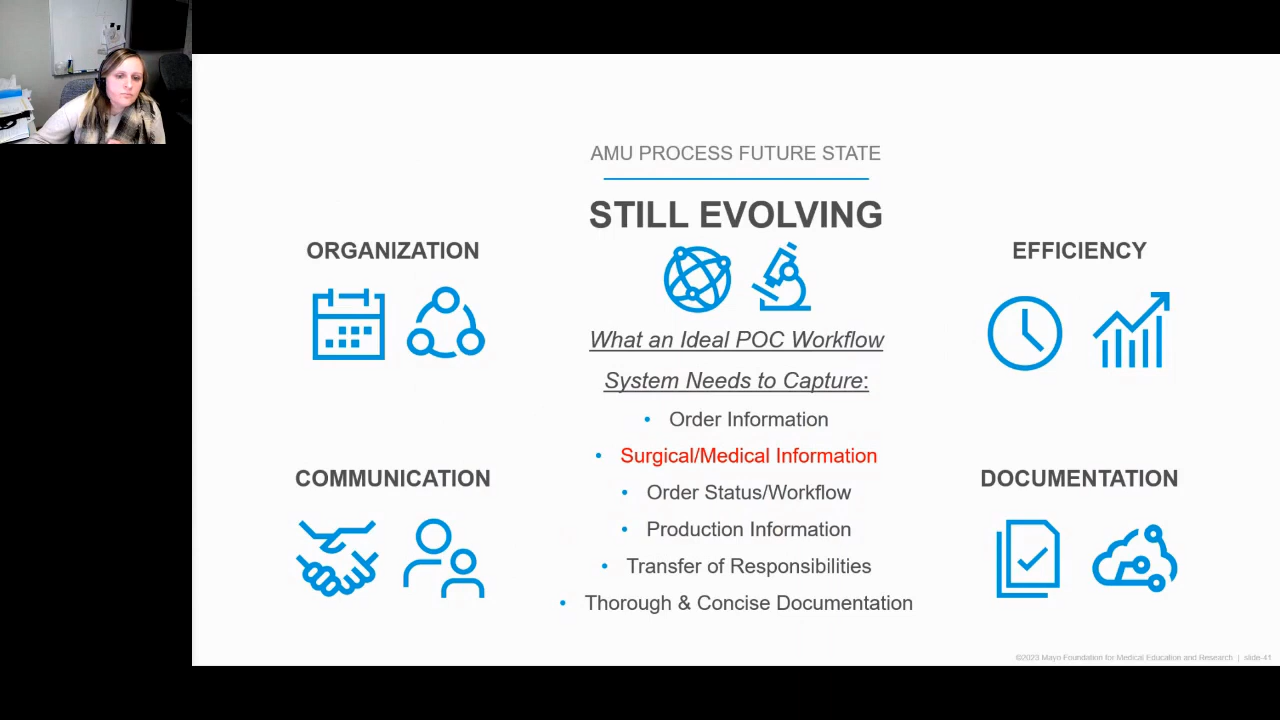 AMU PROCESS FUTURE STATE
STILL EVOLVING
ORGANIZATION
EFFICIENCY
What an Ideal POC Workflow
System Needs to Capture:
• Order Information
• Surgical/Medical Information
• Order Status/Workflow
• Production Information
• Transfer of Responsibilities
• Thorough & Concise Documentation
COMMUNICATION
DOCUMENTATION
©2023 Mayo Foundation for Medical Education and Research | slide-41